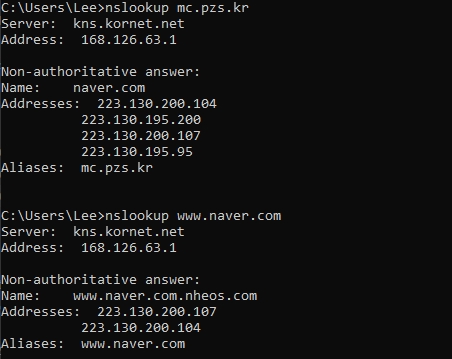 C:\Users\Lee>nslookup mc.pzs.kr
Server:  kns.kornet.net
Address:  168.126.63.1
Non-authoritative answer:
Name:    naver.com
Addresses:  223.130.200.104
          223.130.195.200
          223.130.200.107
          223.130.195.95
Aliases:  mc.pzs.kr
C:\Users\Lee>nslookup www.naver.com
Server:  kns.kornet.net
Address:  168.126.63.1
Non-authoritative answer:
Name:    www.naver.com.nheos.com
Addresses:  223.130.200.107
          223.130.200.104
Aliases:  www.naver.com